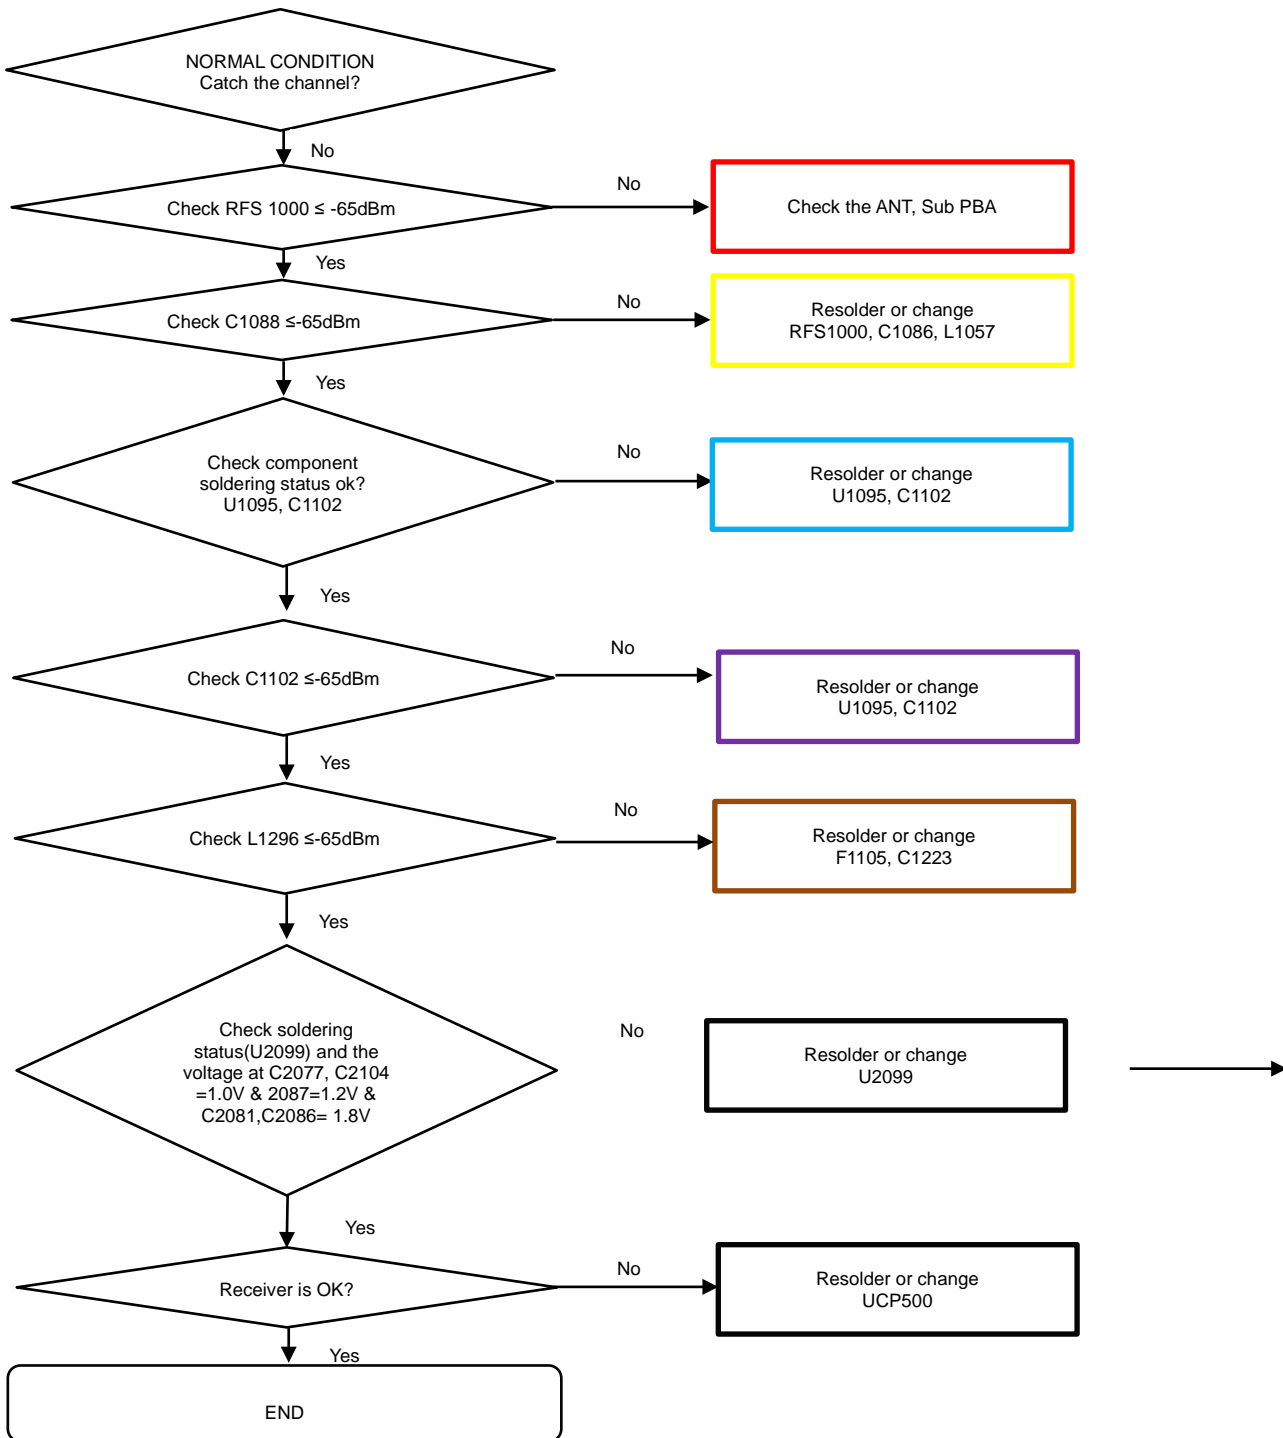 NORMAL CONDITION
Catch the channel?
No
Check RFS 1000 ≤ -65dBm
No
Check the ANT, Sub PBA
Yes
Check C1088 ≤-65dBm
No
Resolder or change
RFS1000, C1086, L1057
Yes
Check component
soldering status ok?
U1095, C1102
No
Resolder or change
U1095, C1102
Yes
Check C1102 ≤-65dBm
No
Resolder or change
U1095, C1102
Yes
Check L1296 ≤-65dBm
No
Resolder or change
F1105, C1223
Yes
Check soldering
status(U2099) and the
voltage at C2077, C2104
=1.0V & 2087=1.2V &
C2081,C2086= 1.8V
No
Resolder or change
U2099
Yes
Receiver is OK?
No
Resolder or change
UCP500
Yes
END